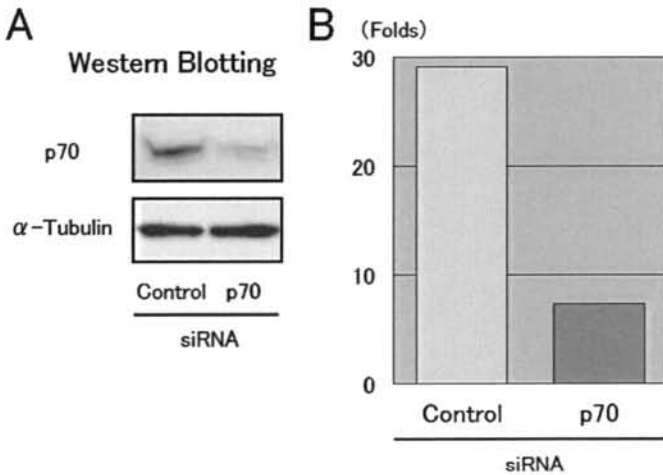 A
Western Blotting
p70
α-Tubulin
Control p70
siRNA
B
(Folds)
30
20
10
0
Control p70
siRNA